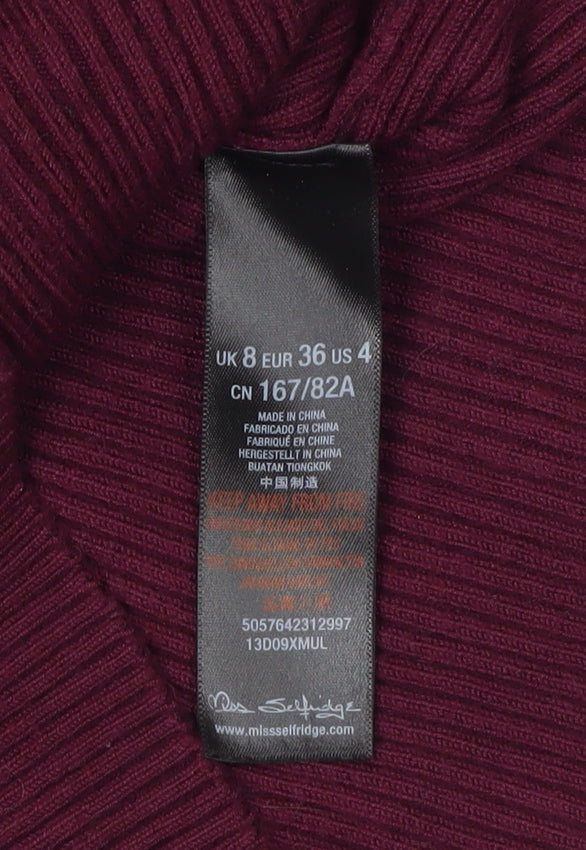 UK 8 EUR 36 US 4
CN 167/82A
MADE IN CHINA
FABRICADO EN CHINA
FABRIQUÉ EN CHINE
HERGESTELLT IN CHINA
BUATAN TIONGKOK
中国制造
KEEP AWAY FROM FIRE
5057642312997
13D09XMUL
Miss Selfridge
www.missselfridge.com